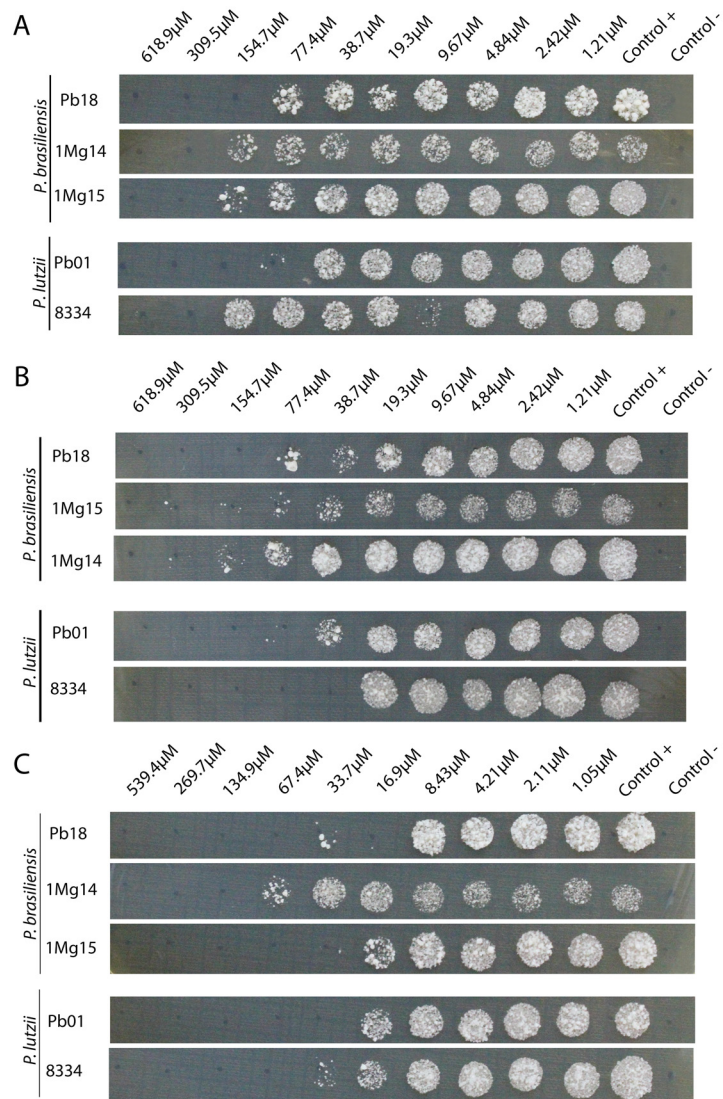 A
618.9µM 309.5µM 154.7µM 77.4µM 38.7µM 19.3µM 9.67µM 4.84µM 2.42µM 1.21µM Control + Control -
P. brasiliensis
Pb18
1Mg14
1Mg15
P. lutzii
Pb01
8334
B
618.9µM 309.5µM 154.7µM 77.4µM 38.7µM 19.3µM 9.67µM 4.84µM 2.42µM 1.21µM Control + Control -
P. brasiliensis
Pb18
1Mg15
1Mg14
P. lutzii
Pb01
8334
C
539.4µM 269.7µM 134.9µM 67.4µM 33.7µM 16.9µM 8.43µM 4.21µM 2.11µM 1.05µM Control + Control-
P. brasiliensis
Pb18
1Mg14
1Mg15
P. lutzii
Pb01
8334